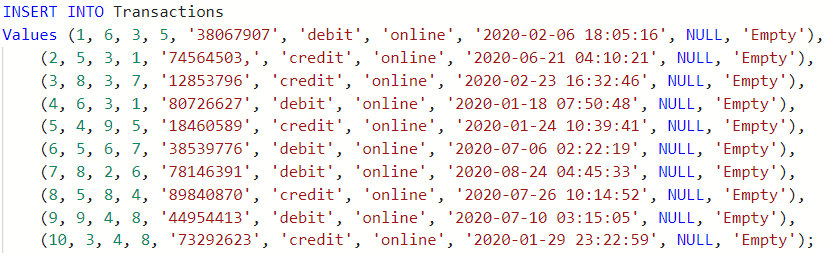 INSERT INTO Transactions
Values (1, 6, 3, 5, '38067907', 'debit', 'online', '2020-02-06 18:05:16', NULL, 'Empty'),
(2, 5, 3, 1, '74564503,', 'credit', 'online', '2020-06-21 04:10:21', NULL, 'Empty'),
(3, 8, 3, 7, '12853796', 'credit', 'online', '2020-02-23 16:32:46', NULL, 'Empty'),
(4, 6, 3, 1, '80726627', 'debit', 'online', '2020-01-18 07:50:48', NULL, 'Empty'),
(5, 4, 9, 5, '18460589', 'credit', 'online', '2020-01-24 10:39:41', NULL, 'Empty'),
(6, 5, 6, 7, '38539776', 'debit', 'online', '2020-07-06 02:22:19', NULL, 'Empty'),
(7, 8, 2, 6, '78146391', 'debit', 'online', '2020-08-24 04:45:33', NULL, 'Empty'),
(8, 5, 8, 4, '89840870', 'credit', 'online', '2020-07-26 10:14:52', NULL, 'Empty'),
(9, 9, 4, 8, '44954413', 'debit', 'online', '2020-07-10 03:15:05', NULL, 'Empty'),
(10, 3, 4, 8, '73292623', 'credit', 'online', '2020-01-29 23:22:59', NULL, 'Empty');